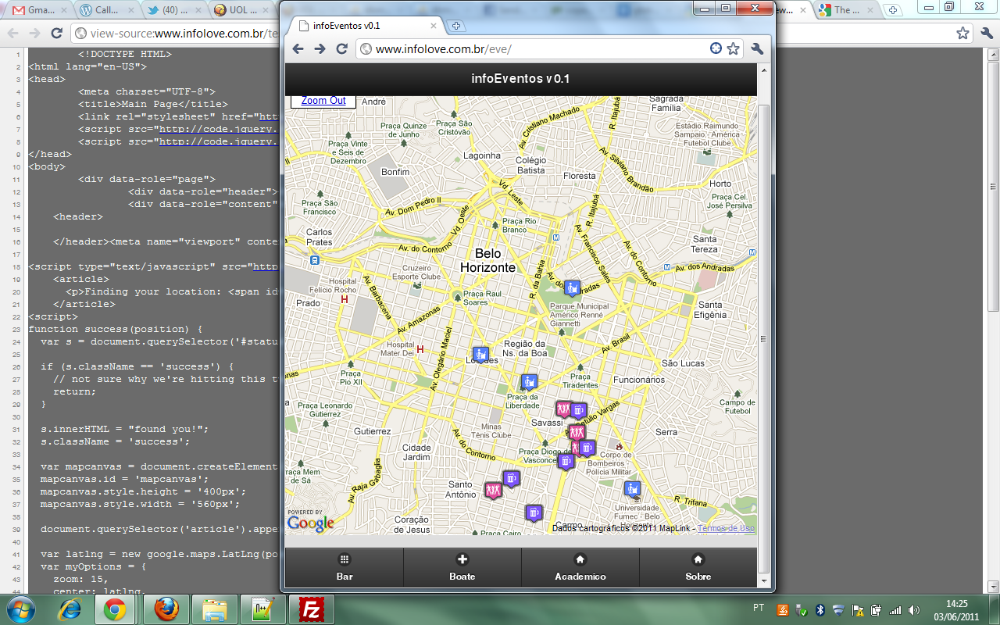 Gma...
Call...
(40) ...
UOL ...
ew...
The ...
view-source:www.infolove.com.br/te
1 <!DOCTYPE HTML>
2 <html lang="en-US">
3 <head>
4 <meta charset="UTF-8">
5 <title>Main Page</title>
6 <link rel="stylesheet" href="htt
7 <script src="http://code.jquery.
8 <script src="http://code.jquery.
9 </head>
10 <body>
11 <div data-role="page">
12 <div data-role="header">
13 <div data-role="content"
14 <header>
15
16 </header><meta name="viewport" conte
17
18 <script type="text/javascript" src="http
19 <article>
20 <p>Finding your location: <span id
21 </article>
22 <script>
23 function success(position) {
24 var s = document.querySelector('#statu
25
26 if (s.className == 'success') {
27 // not sure why we're hitting this t
28 return;
29 }
30
31 s.innerHTML = "found you!";
32 s.className = 'success';
33
34 var mapcanvas = document.createElement
35 mapcanvas.id = 'mapcanvas';
36 mapcanvas.style.height = '400px';
37 mapcanvas.style.width = '560px';
38
39 document.querySelector('article').appe
40
41 var latlng = new google.maps.LatLng(po
42 var myOptions = {
43 zoom: 15,
44 center: latlng,
infoEventos v0.1
www.infolove.com.br/eve/
infoEventos v0.1
Zoom Out
André
Praça São
Cristóvão
Av. Cristiano Machado
R. Itajubá
Sagrada
Família
Praça Quinze
de Junho
Estádio Raimundo
Sampaio - América
Futebol Clube
Praça Vinte
e Seis de
Dezembro
Lagoinha
Colégio
Batista
Av. Silviano Brandão
Bonfim
Floresta
Horto
Vd. Leste
Praça São
Francisco
Av. Dom Pedro II
Vd. Oeste
R. Itajubá
Praça Cel.
José Persilva
Praça Rio
Branco
Carlos
Prates
Av. do Contorno
M
Av. Francisco Sales
Av. do Contorno
Santa
Tereza
M
Belo
Horizonte
Cruzeiro
Esporte Clube
R. da Bahia
M
Av. dos Andradas
Av. dos Andradas
Hospital
Felício Rocho
H
Prado
Av. Barbacena
Praça Raul
Soares
Parque Municipal
Américo Renné
Giannetti
Santa
Efigênia
Av. Amazonas
Av. Olegário Maciel
Hospital
Mater Dei
H
Região da
Ns. da Boa
Av. Brasil
Lourdes
São Lucas
Praça
Pio XII
Praça
Tiradentes
Funcionários
Praça da
Liberdade
Campo de
Futebol
Praça Leonardo
Gutierrez
Savassi
Av. Getúlio Vargas
Gutierrez
Minas
Tênis Clube
Serra
Cidade
Jardim
Av. do Contorno
Praça Diogo de
Vasconce
Corpo de
Bombeiros -
Polícia Militar
Praça Mem
de Sá
Av. Raja Gabaglia
Santo
Antônio
R. Trifana
Universidade
Fumec - Belo
Horizonte
POWERED BY
Google
Coração
de Jesus
Praça Cairo
Carmo
Dados cartográficos ©2011 MapLink - Termos de Uso
Bar
Boate
Academico
Sobre
PT
14:25
03/06/2011